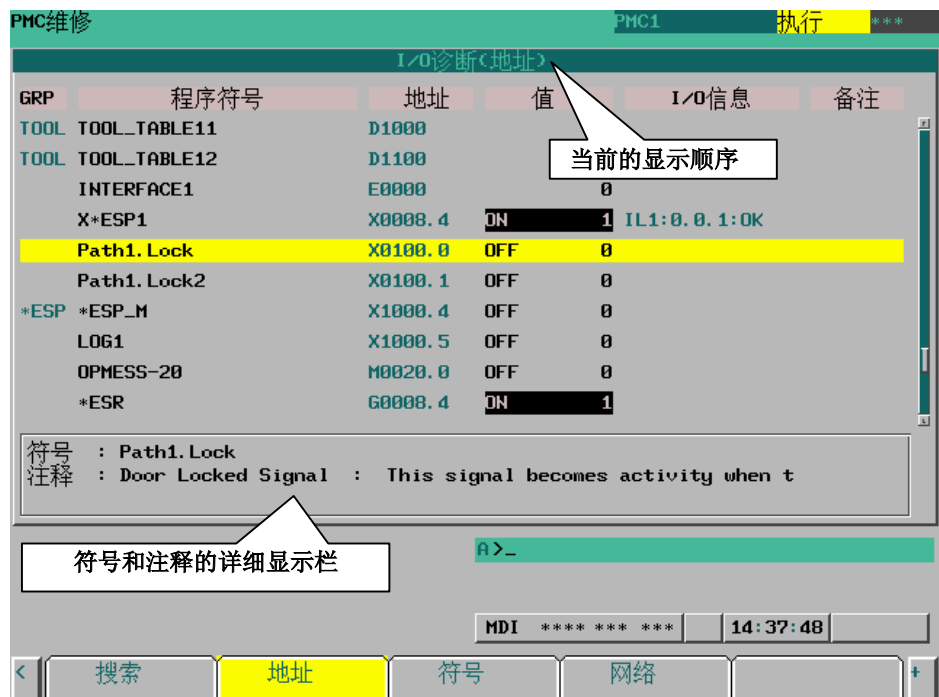 PMC维修 PMC1 执行 ***
I/O诊断(地址)
GRP 程序符号 地址 值 I/O信息 备注
TOOL TOOL_TABLE11 D1000
TOOL TOOL_TABLE12 D1100
当前的显示顺序
INTERFACE1 E0000 0
X*ESP1 X0008.4 ON 1 IL1:0.0.1:OK
Path1.Lock X0100.0 OFF 0
Path1.Lock2 X0100.1 OFF 0
*ESP *ESP_M X1000.4 OFF 0
LOG1 X1000.5 OFF 0
OPMESS-20 M0020.0 OFF 0
*ESR G0008.4 ON 1
符号 : Path1.Lock
注释 : Door Locked Signal : This signal becomes activity when t
符号和注释的详细显示栏
A>_
MDI **** *** *** 14:37:48
< 搜索 地址 符号 网络 +